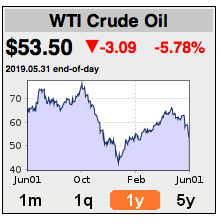 WTI Crude Oil
$53.50 ▼-3.09 -5.78%
2019.05.31 end-of-day
70
60
50
40
Jun01 Oct Feb Jun01
1m 1q 1y 5y